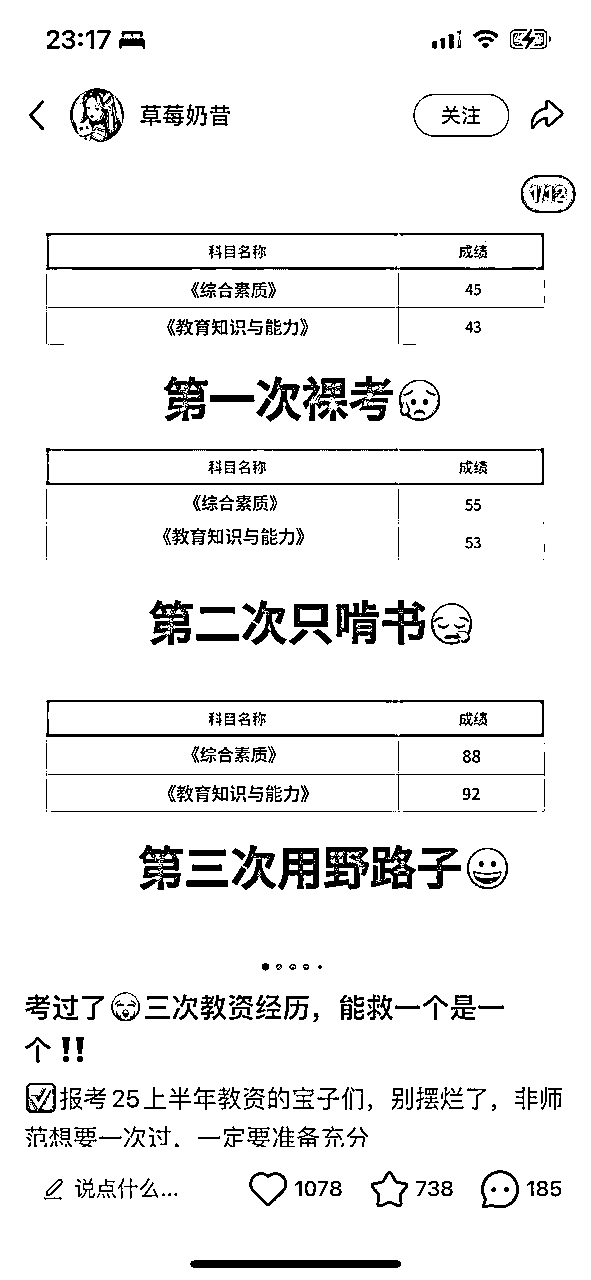 23:17
草莓奶昔
关注
1/12
科目名称 成绩
《综合素质》 45
《教育知识与能力》 43
第一次裸考😥
科目名称 成绩
《综合素质》 55
《教育知识与能力》 53
第二次只啃书😪
科目名称 成绩
《综合素质》 88
《教育知识与能力》 92
第三次用野路子😀
考过了😭三次教资经历，能救一个是一
个‼️
✅报考25上半年教资的宝子们，别摆烂了，非师
范想要一次过，一定要准备充分
说点什么... 1078 738 185